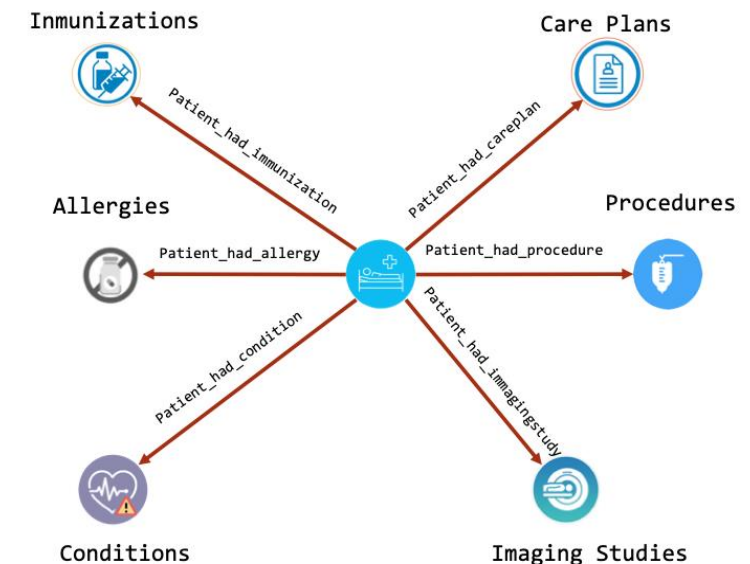 Inmunizations
Care Plans
Patient_had_immunization
Patient_had_careplan
Allergies
Procedures
Patient_had_allergy
Patient_had_procedure
Patient_had_condition
Patient_had_immagingstudy
Conditions
Imaging Studies